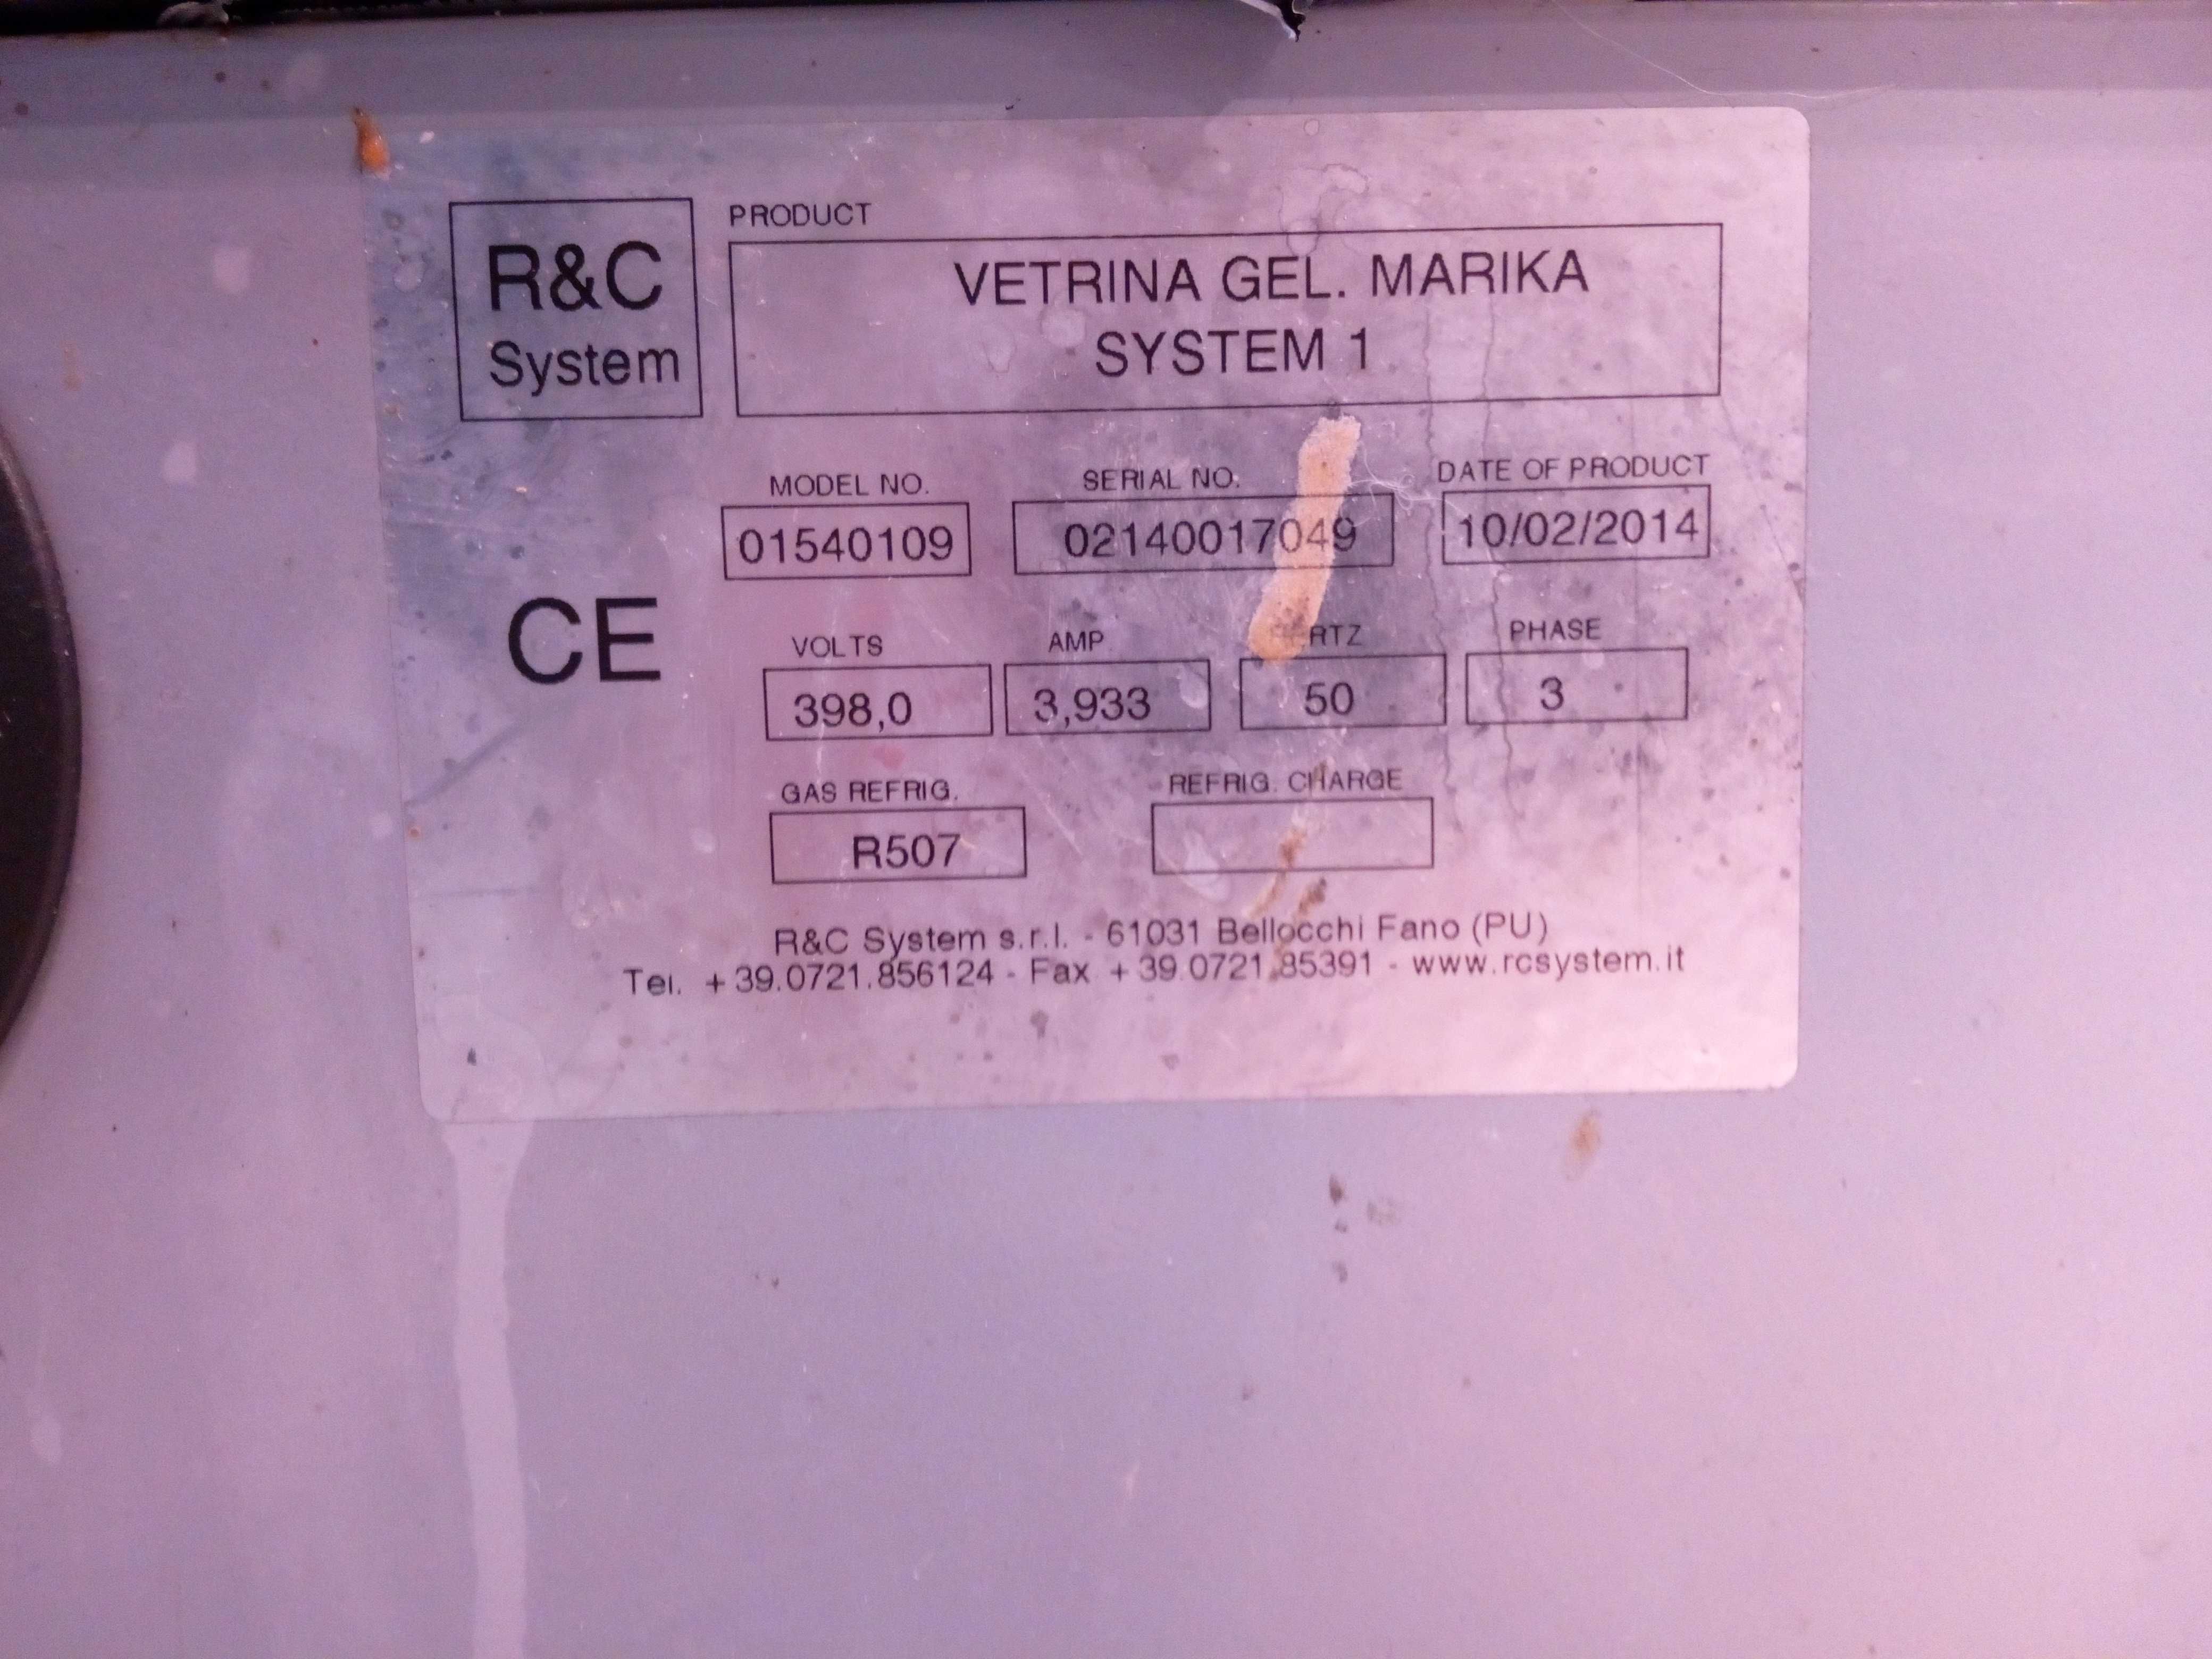 R&C
System
PRODUCT
VETRINA GEL. MARIKA
SYSTEM 1
MODEL NO.
01540109
SERIAL NO.
02140017049
DATE OF PRODUCT
10/02/2014
CE
VOLTS
398,0
AMP
3,933
RTZ
50
PHASE
3
GAS REFRIG.
R507
REFRIG. CHARGE
R&C System s.r.l. - 61031 Bellocchi Fano (PU)
Tel. +39.0721.856124 - Fax +39.0721.85391 - www.rcsystem.it